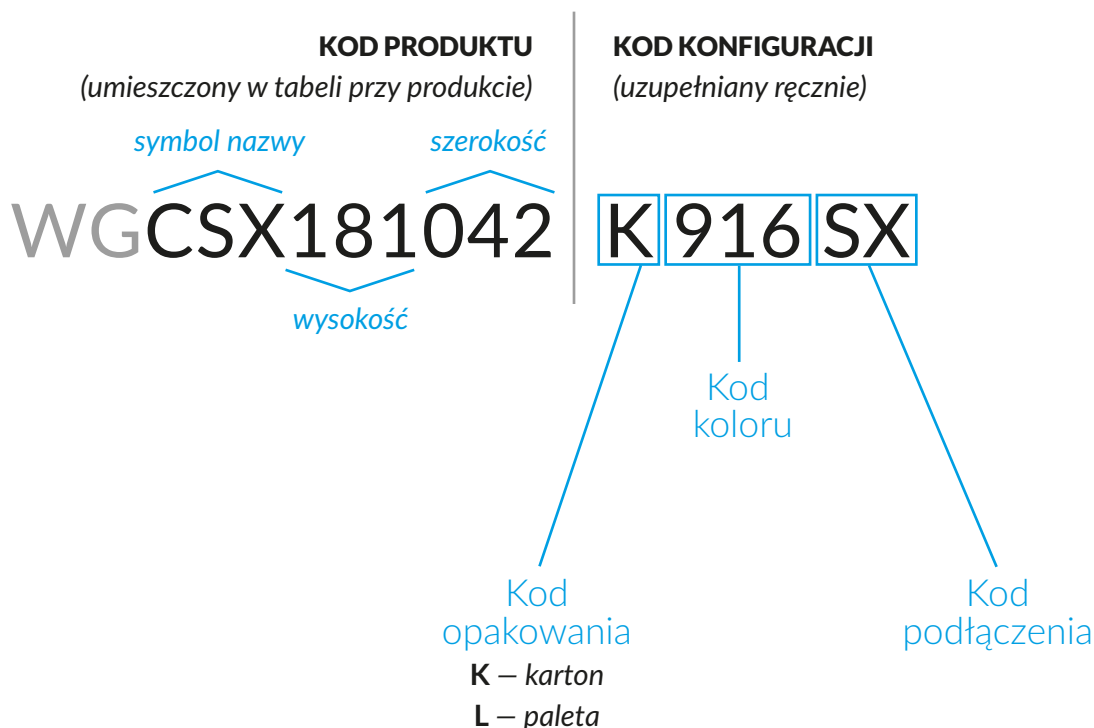 KOD PRODUKTU
(umieszczony w tabeli przy produkcie)
KOD KONFIGURACJI
(uzupełniany ręcznie)
symbol nazwy
szerokość
WGCSX181042 K 916 SX
wysokość
Kod
koloru
Kod
opakowania
K — karton
L — paleta
Kod
podłączenia